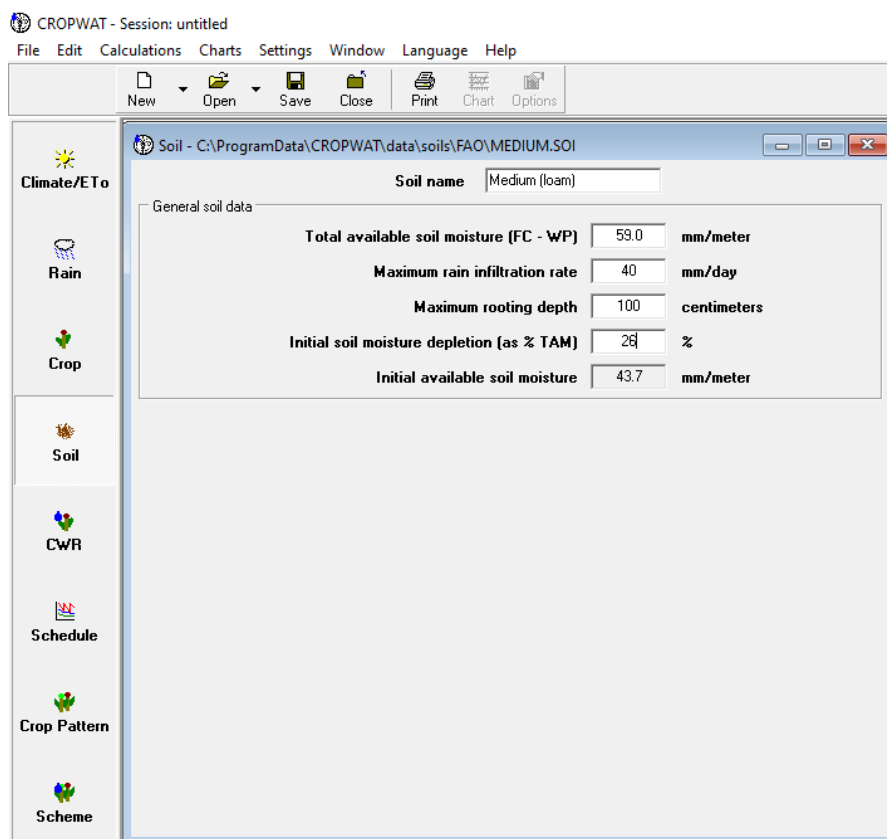 CROPWAT - Session: untitled
File Edit Calculations Charts Settings Window Language Help
New Open Save Close Print Chart Options
Climate/ETo
Rain
Crop
Soil
CWR
Schedule
Crop Pattern
Scheme
Soil - C:\ProgramData\CROPWAT\data\soils\FAO\MEDIUM.SOI
Soil name Medium (loam)
General soil data
Total available soil moisture (FC - WP) 59.0 mm/meter
Maximum rain infiltration rate 40 mm/day
Maximum rooting depth 100 centimeters
Initial soil moisture depletion (as % TAM) 26 %
Initial available soil moisture 43.7 mm/meter